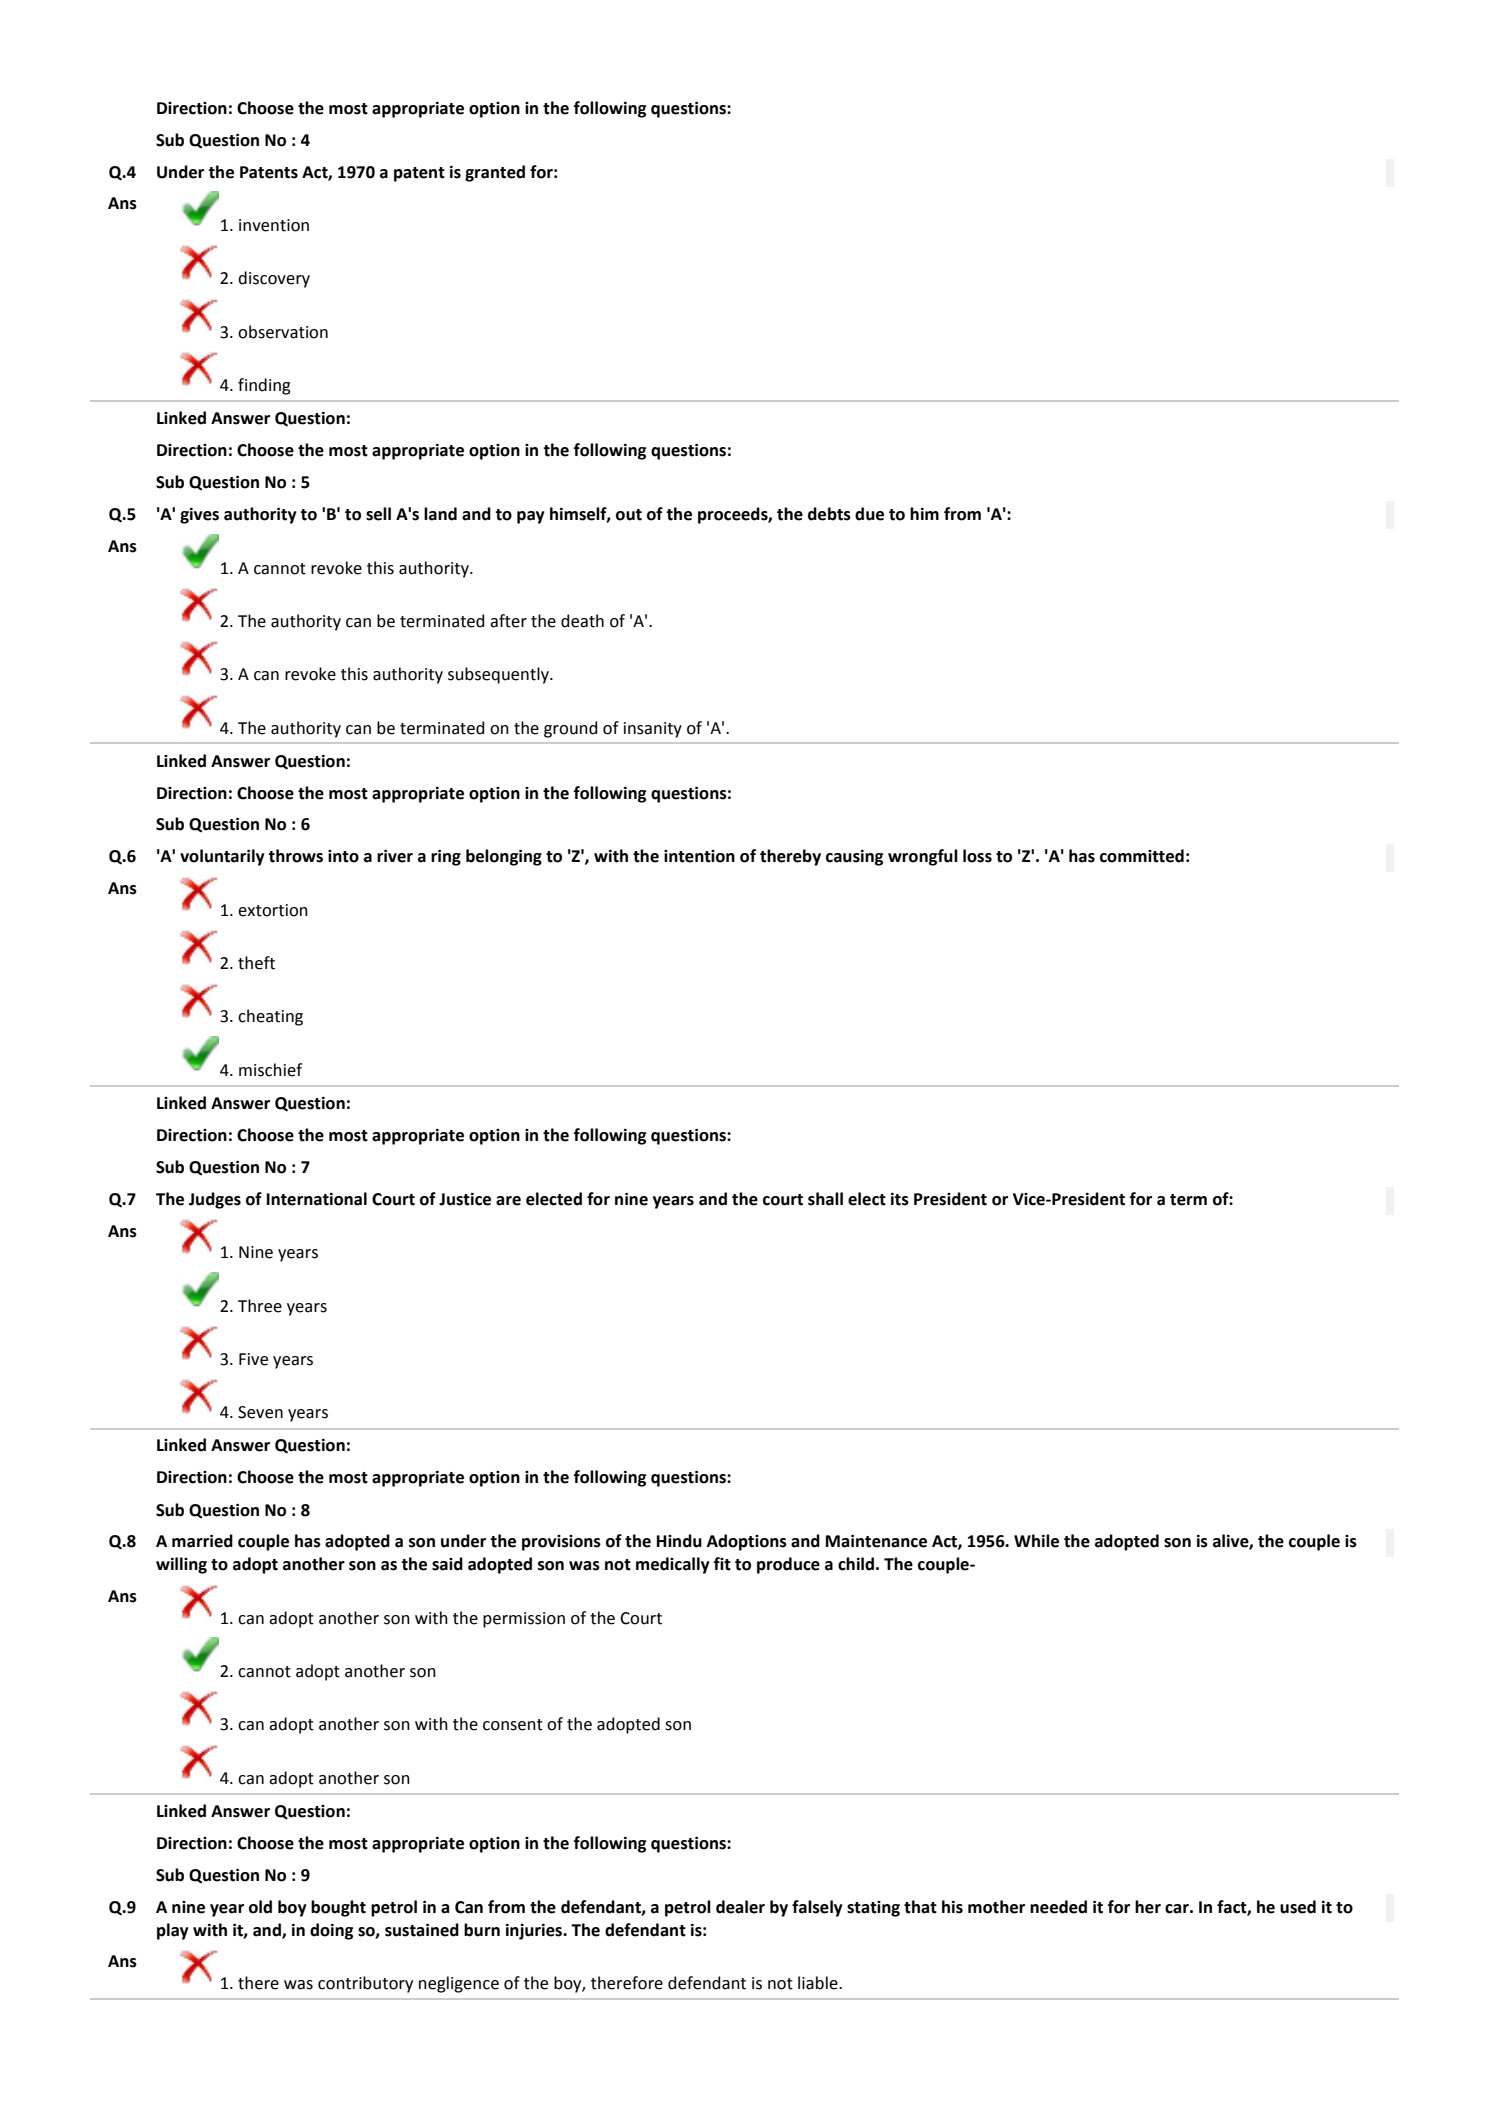 Direction: Choose the most appropriate option in the following questions:
Sub Question No : 4
Q.4 Under the Patents Act, 1970 a patent is granted for:
Ans
1. invention
2. discovery
3. observation
4. finding
Linked Answer Question:
Direction: Choose the most appropriate option in the following questions:
Sub Question No : 5
Q.5 'A' gives authority to 'B' to sell A's land and to pay himself, out of the proceeds, the debts due to him from 'A':
Ans
1. A cannot revoke this authority.
2. The authority can be terminated after the death of 'A'.
3. A can revoke this authority subsequently.
4. The authority can be terminated on the ground of insanity of 'A'.
Linked Answer Question:
Direction: Choose the most appropriate option in the following questions:
Sub Question No : 6
Q.6 'A' voluntarily throws into a river a ring belonging to 'Z', with the intention of thereby causing wrongful loss to 'Z'. 'A' has committed:
Ans
1. extortion
2. theft
3. cheating
4. mischief
Linked Answer Question:
Direction: Choose the most appropriate option in the following questions:
Sub Question No : 7
Q.7 The Judges of International Court of Justice are elected for nine years and the court shall elect its President or Vice-President for a term of:
Ans
1. Nine years
2. Three years
3. Five years
4. Seven years
Linked Answer Question:
Direction: Choose the most appropriate option in the following questions:
Sub Question No : 8
Q.8 A married couple has adopted a son under the provisions of the Hindu Adoptions and Maintenance Act, 1956. While the adopted son is alive, the couple is
willing to adopt another son as the said adopted son was not medically fit to produce a child. The couple-
Ans
1. can adopt another son with the permission of the Court
2. cannot adopt another son
3. can adopt another son with the consent of the adopted son
4. can adopt another son
Linked Answer Question:
Direction: Choose the most appropriate option in the following questions:
Sub Question No : 9
Q.9 A nine year old boy bought petrol in a Can from the defendant, a petrol dealer by falsely stating that his mother needed it for her car. In fact, he used it to
play with it, and, in doing so, sustained burn injuries. The defendant is:
Ans
1. there was contributory negligence of the boy, therefore defendant is not liable.